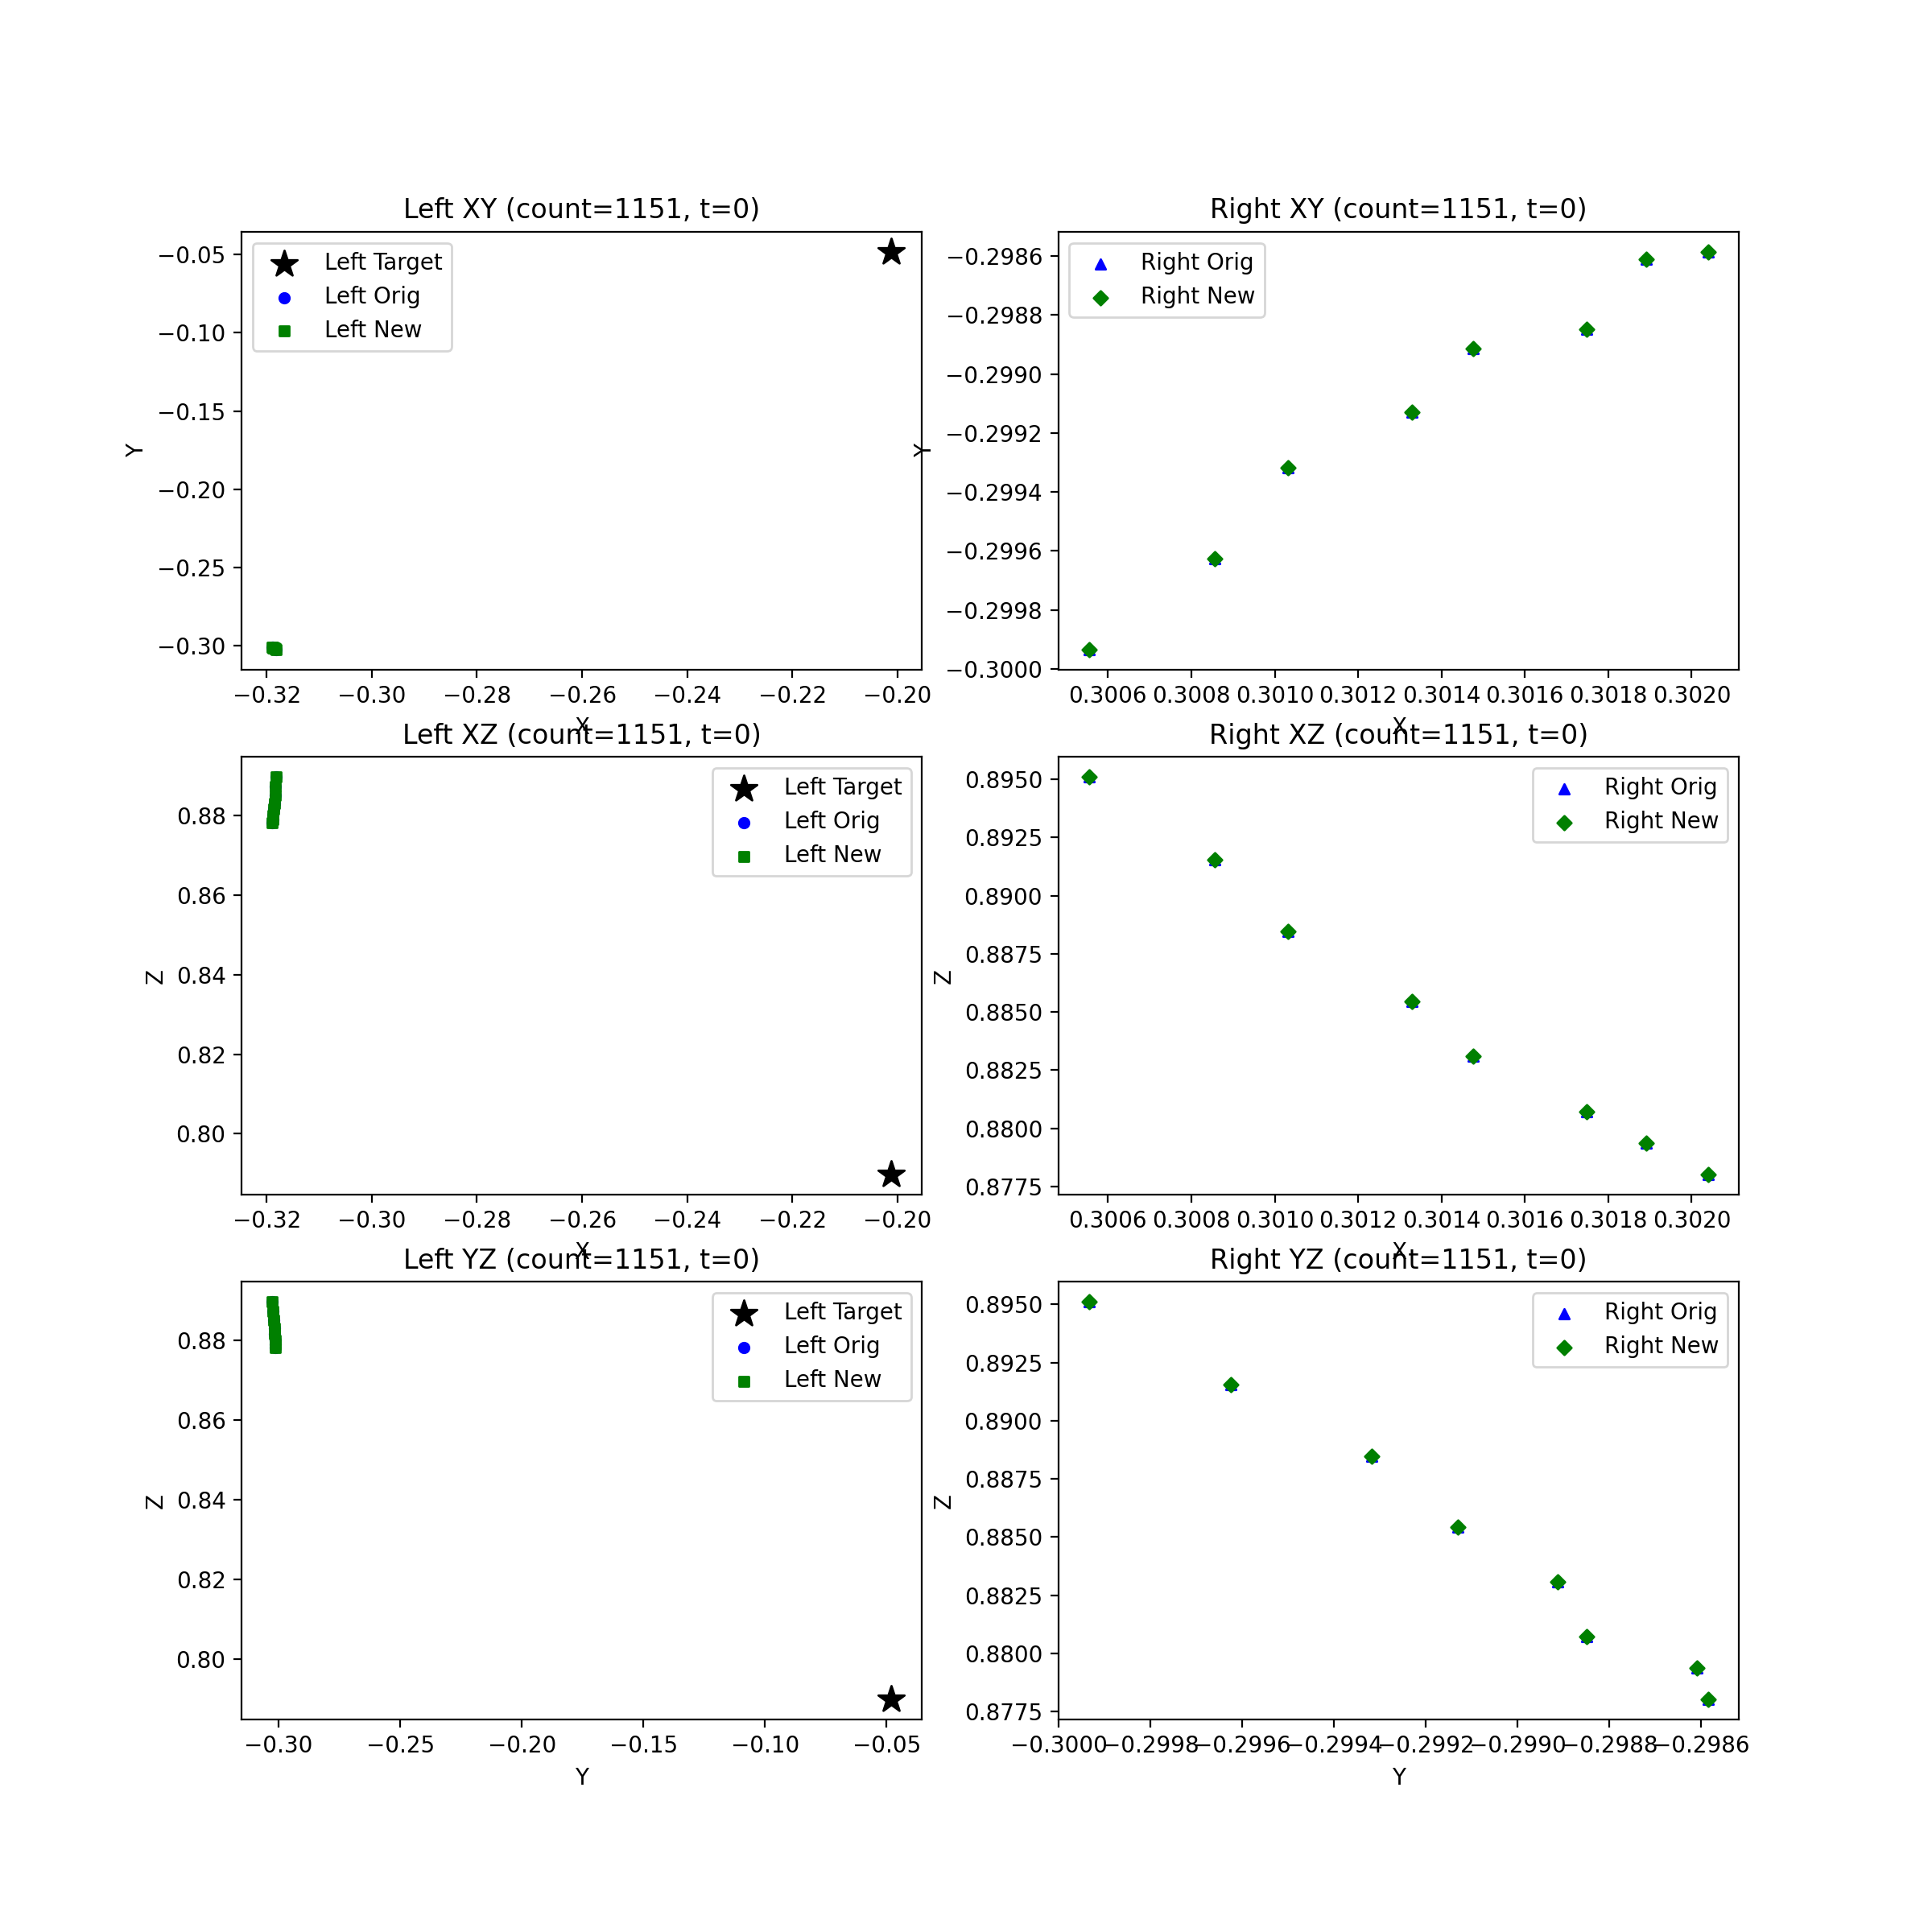 Left XY (count=1151, t=0)
Left Target
Left Orig
Left New
−0.05
−0.10
−0.15
−0.20
−0.25
−0.30
Y
−0.32 −0.30 −0.28 −0.26 −0.24 −0.22 −0.20
X
Right XY (count=1151, t=0)
Right Orig
Right New
−0.2986
−0.2988
−0.2990
−0.2992
−0.2994
−0.2996
−0.2998
−0.3000
Y
0.3006 0.3008 0.3010 0.3012 0.3014 0.3016 0.3018 0.3020
X
Left XZ (count=1151, t=0)
Left Target
Left Orig
Left New
0.88
0.86
0.84
0.82
0.80
Z
−0.32 −0.30 −0.28 −0.26 −0.24 −0.22 −0.20
X
Right XZ (count=1151, t=0)
Right Orig
Right New
0.8950
0.8925
0.8900
0.8875
0.8850
0.8825
0.8800
0.8775
Z
0.3006 0.3008 0.3010 0.3012 0.3014 0.3016 0.3018 0.3020
X
Left YZ (count=1151, t=0)
Left Target
Left Orig
Left New
0.88
0.86
0.84
0.82
0.80
Z
−0.30 −0.25 −0.20 −0.15 −0.10 −0.05
Y
Right YZ (count=1151, t=0)
Right Orig
Right New
0.8950
0.8925
0.8900
0.8875
0.8850
0.8825
0.8800
0.8775
Z
−0.3000 −0.2998 −0.2996 −0.2994 −0.2992 −0.2990 −0.2988 −0.2986
Y